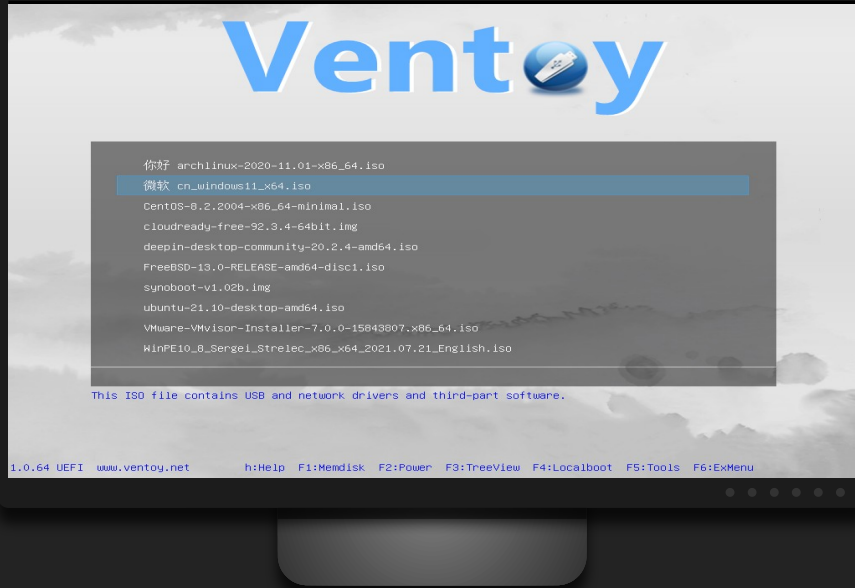 Ventoy
你好 archlinux-2020-11.01-x86_64.iso
微软 cn_windows11_x64.iso
CentOS-8.2.2004-x86_64-minimal.iso
cloudready-free-92.3.4-64bit.img
deepin-desktop-community-20.2.4-amd64.iso
FreeBSD-13.0-RELEASE-amd64-disc1.iso
synoboot-v1.02b.img
ubuntu-21.10-desktop-amd64.iso
VMware-VMvisor-Installer-7.0.0-15843807.x86_64.iso
WinPE10_8_Sergei_Strelec_x86_x64_2021.07.21_English.iso
This ISO file contains USB and network drivers and third-part software.
1.0.64 UEFI www.ventoy.net h:Help F1:Memdisk F2:Power F3:TreeView F4:Localboot F5:Tools F6:ExMenu